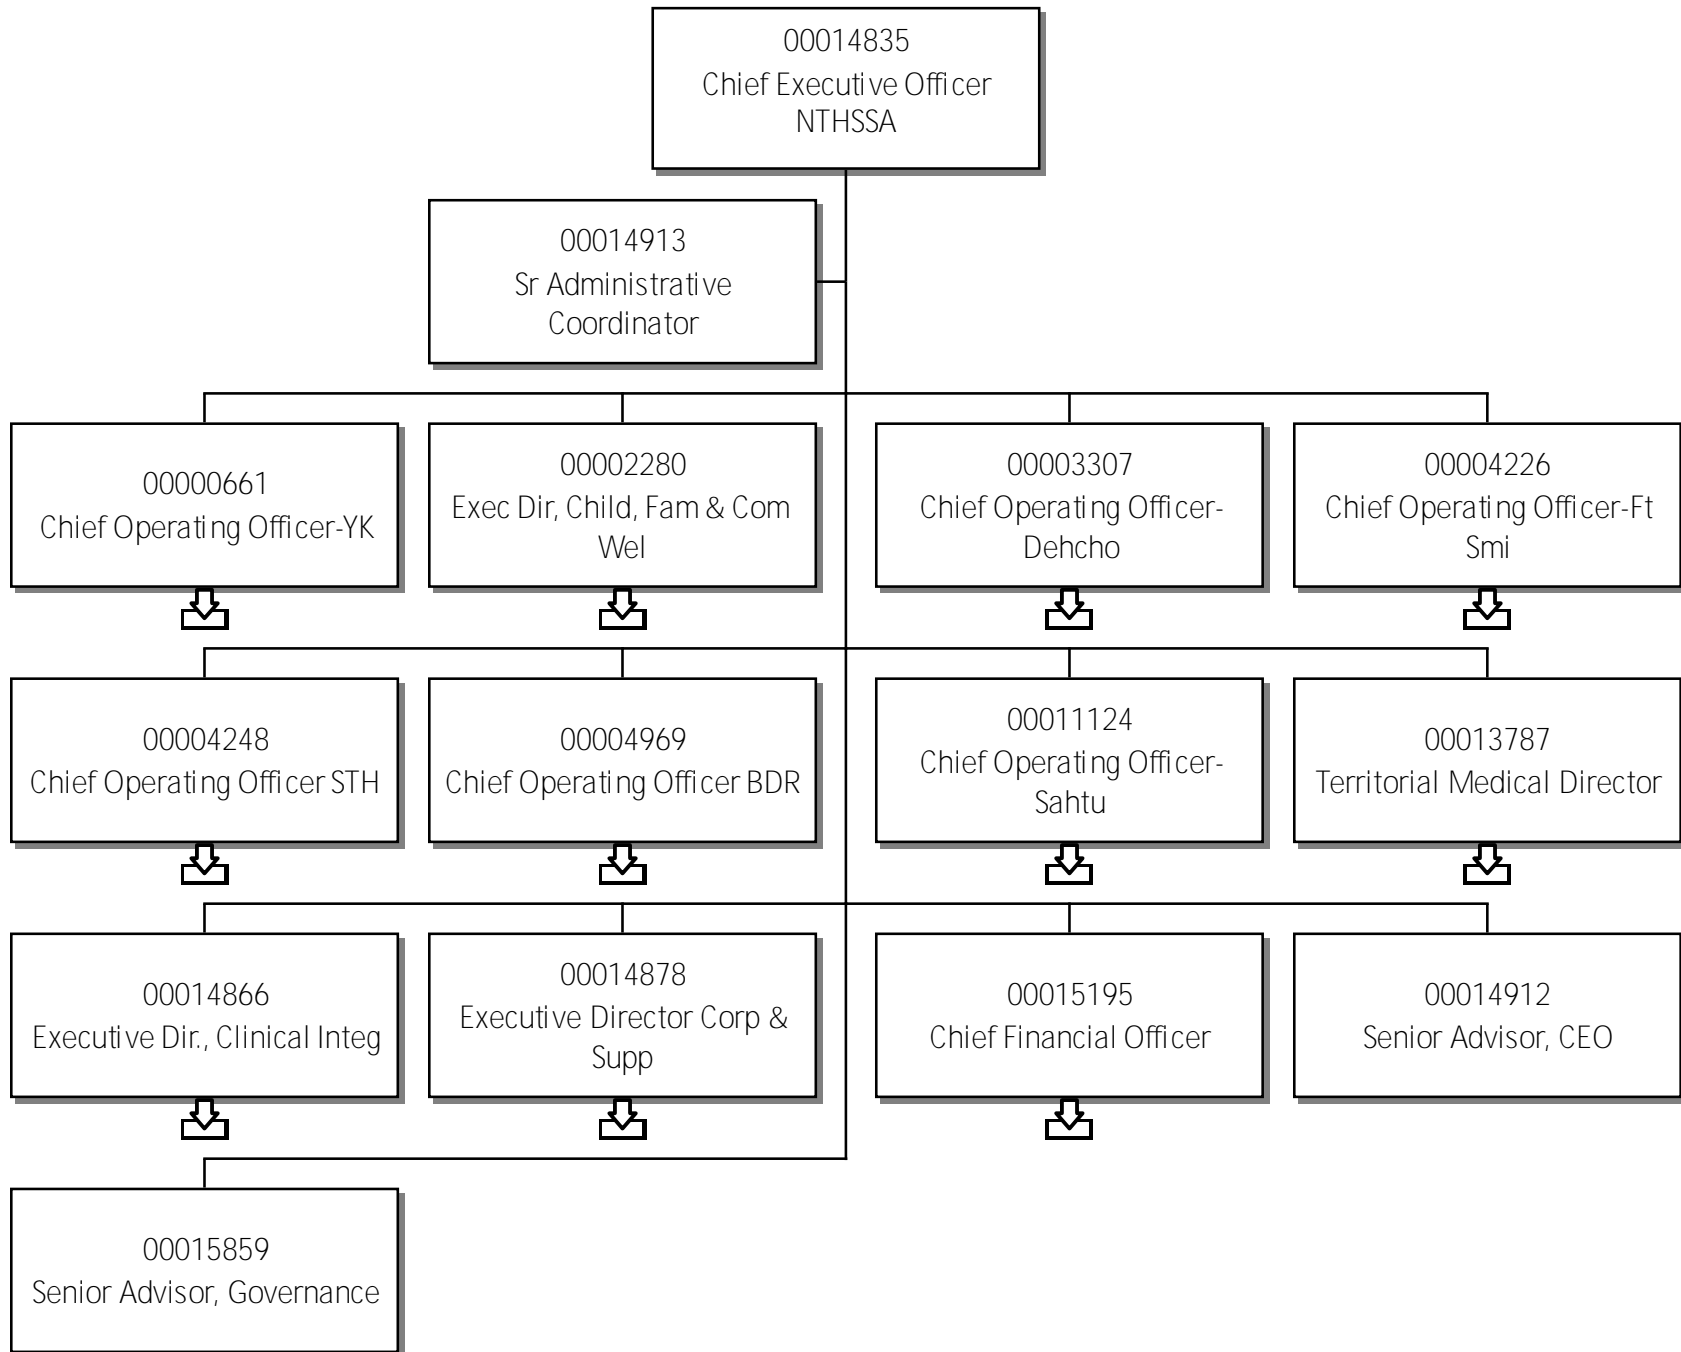 00014835
Chief Executive Officer
NTHSSA
00014913
Sr Administrative
Coordinator
00000661
Chief Operating Officer-YK
00002280
Exec Dir, Child, Fam & Com
Wel
00003307
Chief Operating Officer-
Dehcho
00004226
Chief Operating Officer-Ft
Smi
00004248
Chief Operating Officer STH
00004969
Chief Operating Officer BDR
00011124
Chief Operating Officer-
Sahtu
00013787
Territorial Medical Director
00014866
Executive Dir., Clinical Integ
00014878
Executive Director Corp &
Supp
00015195
Chief Financial Officer
00014912
Senior Advisor, CEO
00015859
Senior Advisor, Governance